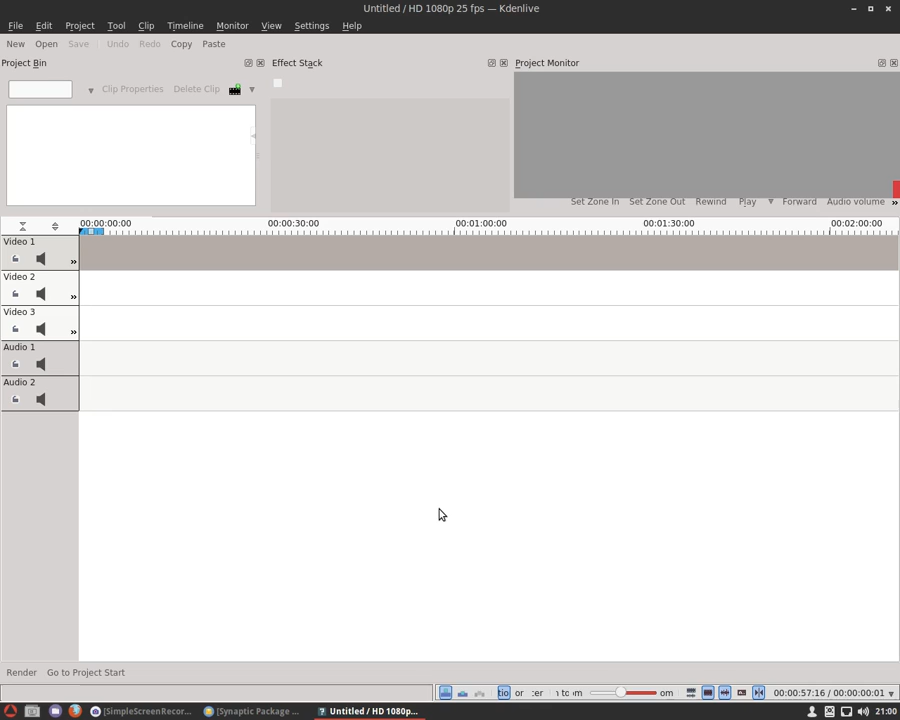 Untitled / HD 1080p 25 fps — Kdenlive
File Edit Project Tool Clip Timeline Monitor View Settings Help
New Open Save Undo Redo Copy Paste
Project Bin Effect Stack Project Monitor
Clip Properties Delete Clip
Set Zone In Set Zone Out Rewind Play Forward Audio volume »
00:00:00:00 00:00:30:00 00:01:00:00 00:01:30:00 00:02:00:00
Video 1
»
Video 2
»
Video 3
»
Audio 1
Audio 2
Render Go to Project Start
tio or :er om 00:00:57:16 / 00:00:00:01
[SimpleScreenRecor... [Synaptic Package ... Untitled / HD 1080p... 21:00